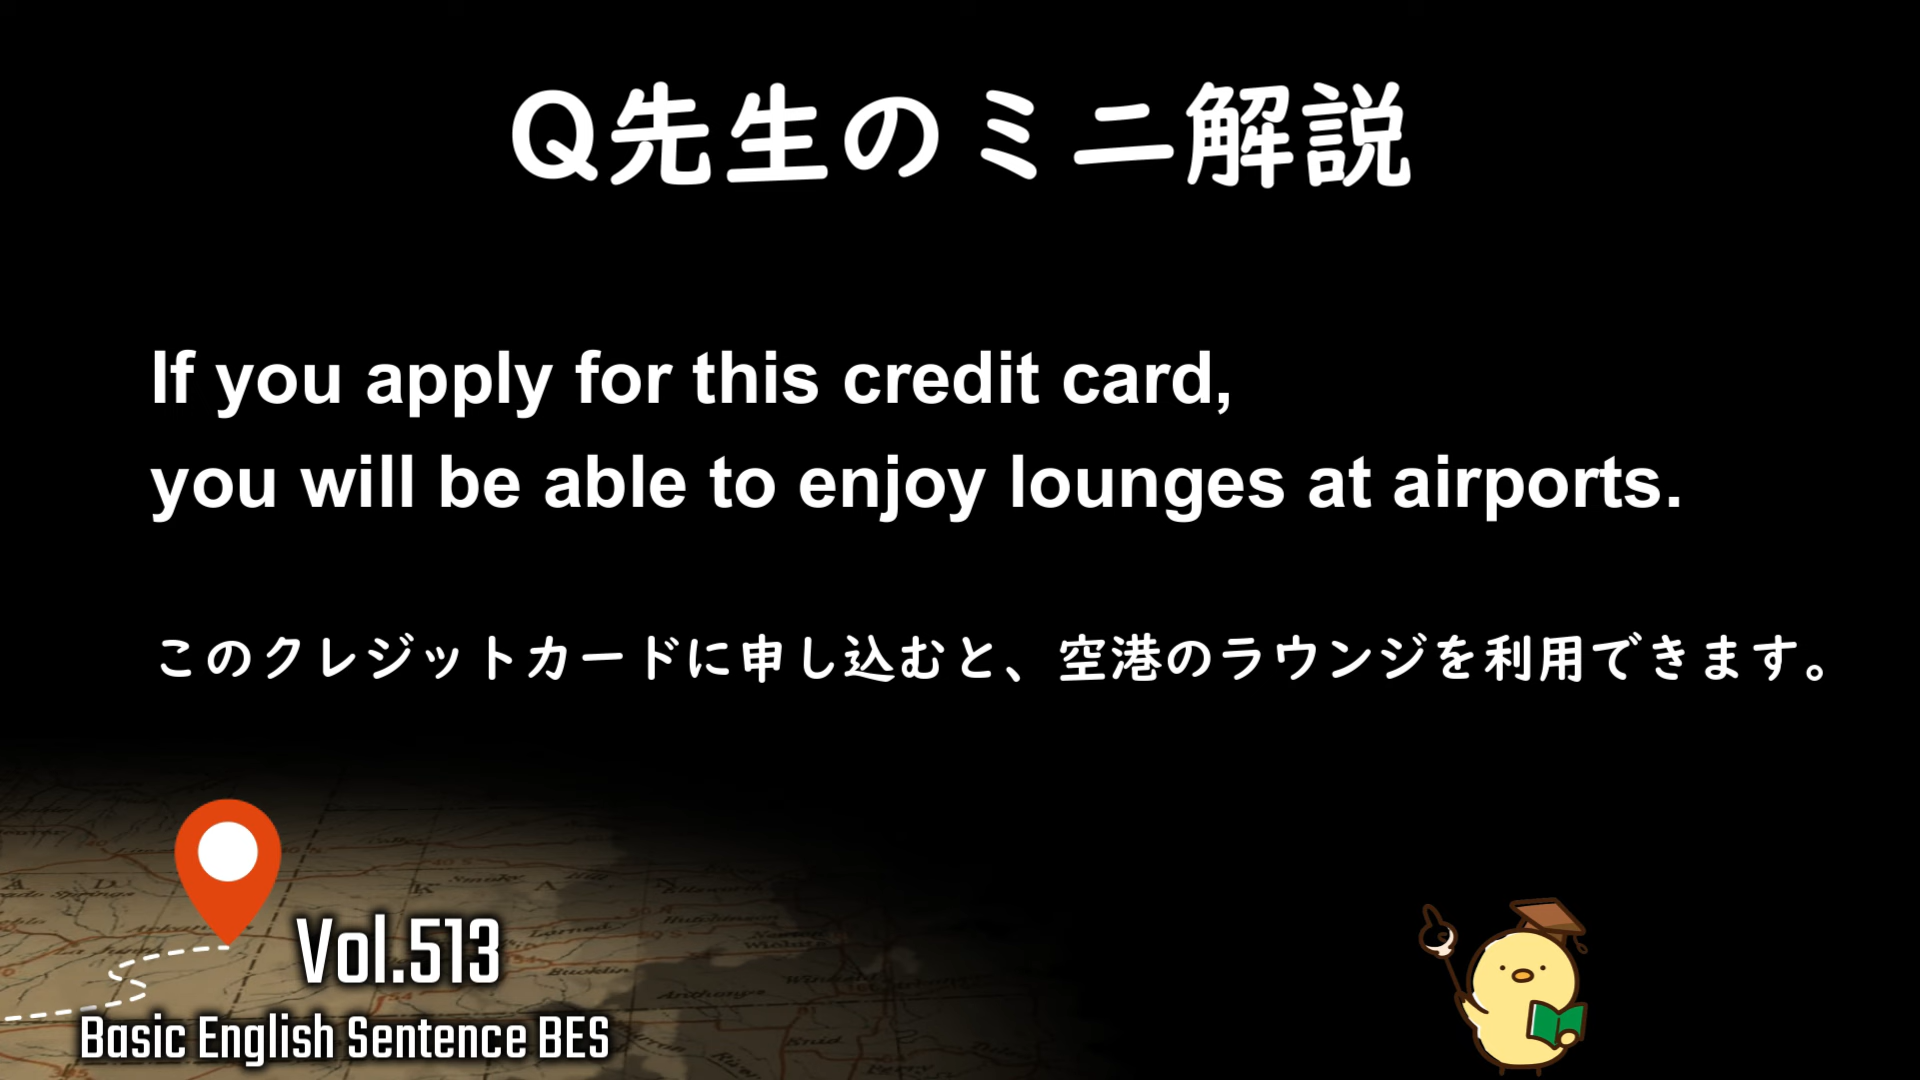 Q先生のミニ解説
If you apply for this credit card,
you will be able to enjoy lounges at airports.
このクレジットカードに申し込むと、空港のラウンジを利用できます。
Vol.513
Basic English Sentence BES